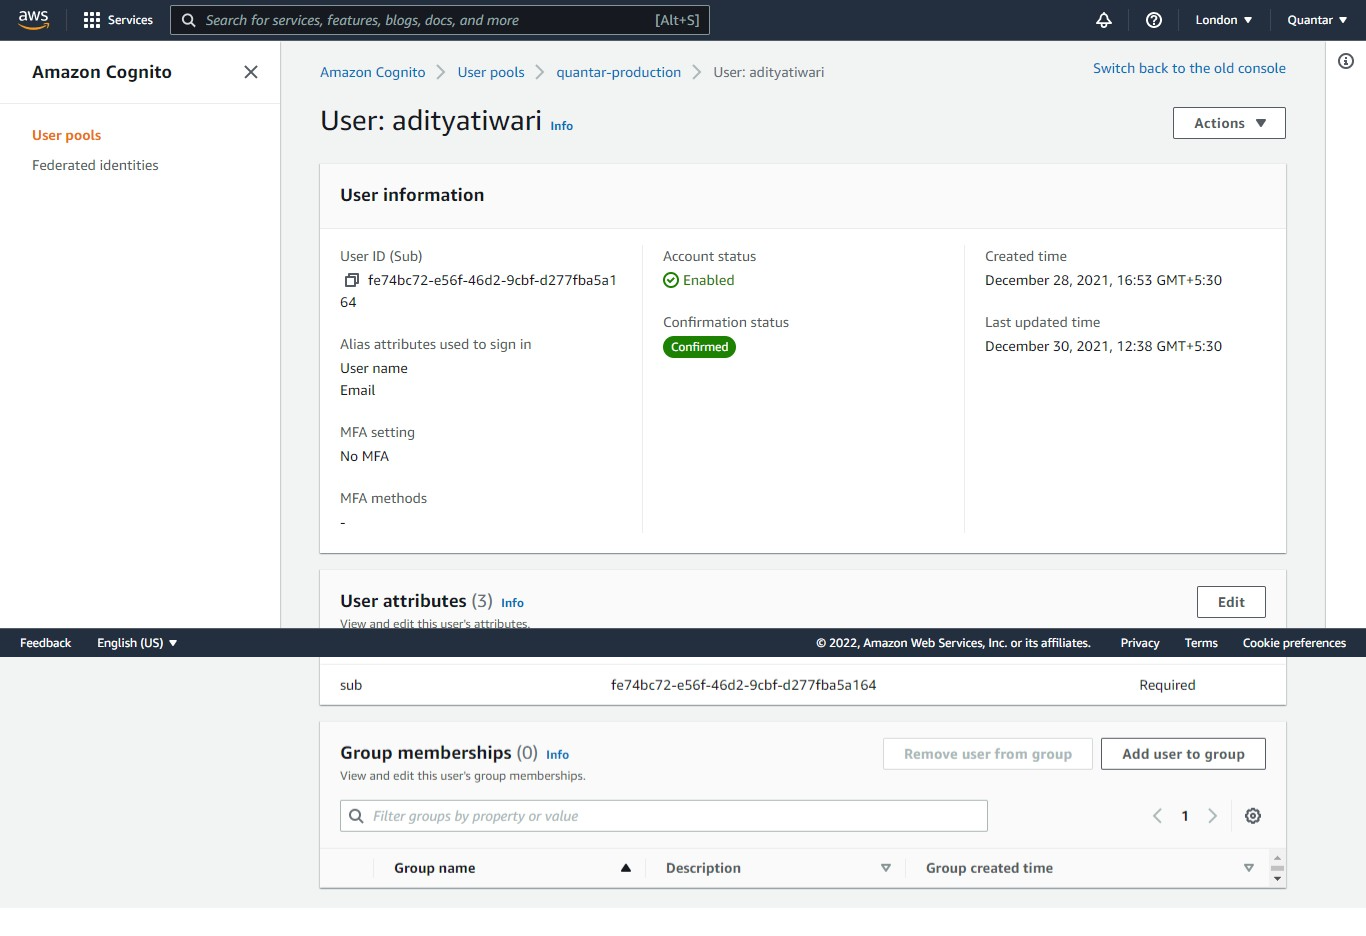 aws
Services
Search for services, features, blogs, docs, and more [Alt+S]
London
Quantar
Amazon Cognito
User pools
Federated identities
Amazon Cognito > User pools > quantar-production > User: adityatiwari
Switch back to the old console
User: adityatiwari Info
Actions
User information
User ID (Sub)
fe74bc72-e56f-46d2-9cbf-d277fba5a1
64
Alias attributes used to sign in
User name
Email
MFA setting
No MFA
MFA methods
-
Account status
Enabled
Confirmation status
Confirmed
Created time
December 28, 2021, 16:53 GMT+5:30
Last updated time
December 30, 2021, 12:38 GMT+5:30
User attributes (3) Info
Edit
View and edit this user's attributes.
Feedback English (US) © 2022, Amazon Web Services, Inc. or its affiliates. Privacy Terms Cookie preferences
sub fe74bc72-e56f-46d2-9cbf-d277fba5a164 Required
Group memberships (0) Info
Remove user from group Add user to group
View and edit this user's group memberships.
Filter groups by property or value
1
Group name Description Group created time